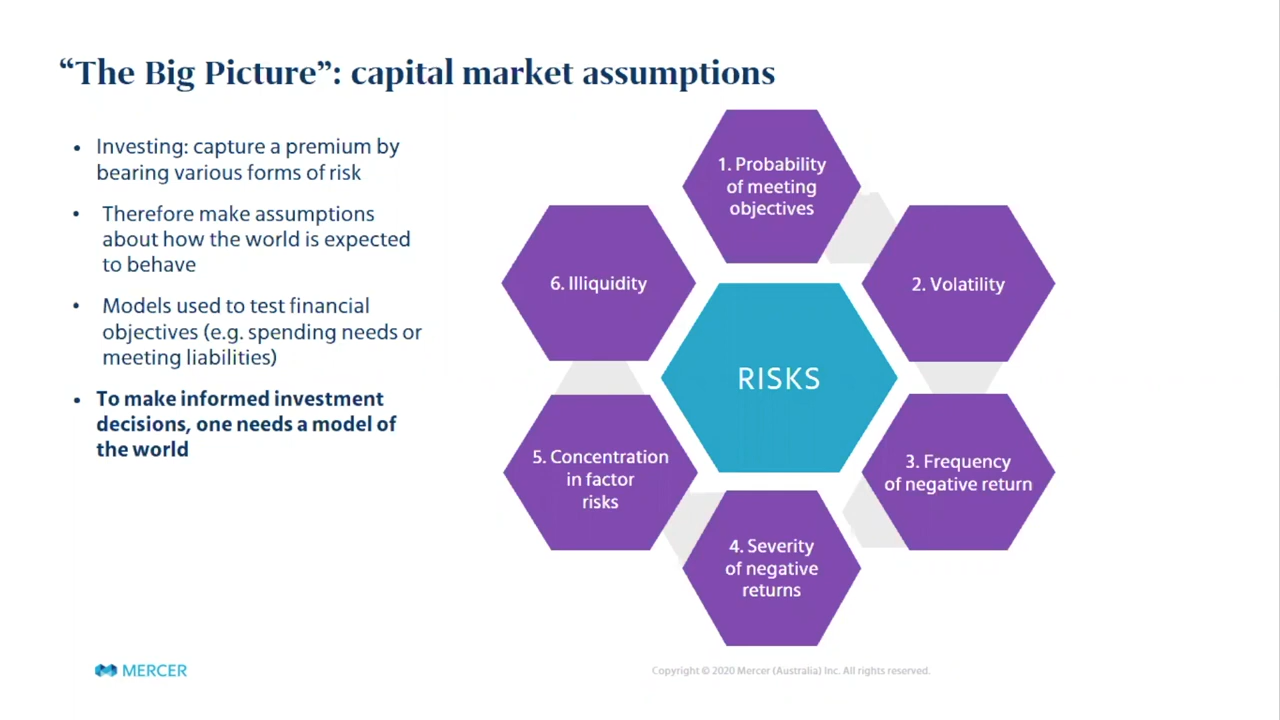 “The Big Picture”: capital market assumptions
• Investing: capture a premium by
bearing various forms of risk
• Therefore make assumptions
about how the world is expected
to behave
• Models used to test financial
objectives (e.g. spending needs or
meeting liabilities)
• To make informed investment
decisions, one needs a model of
the world
1. Probability
of meeting
objectives
2. Volatility
3. Frequency
of negative return
4. Severity
of negative
returns
5. Concentration
in factor
risks
6. Illiquidity
RISKS
MERCER
Copyright © 2020 Mercer (Australia) Inc. All rights reserved.